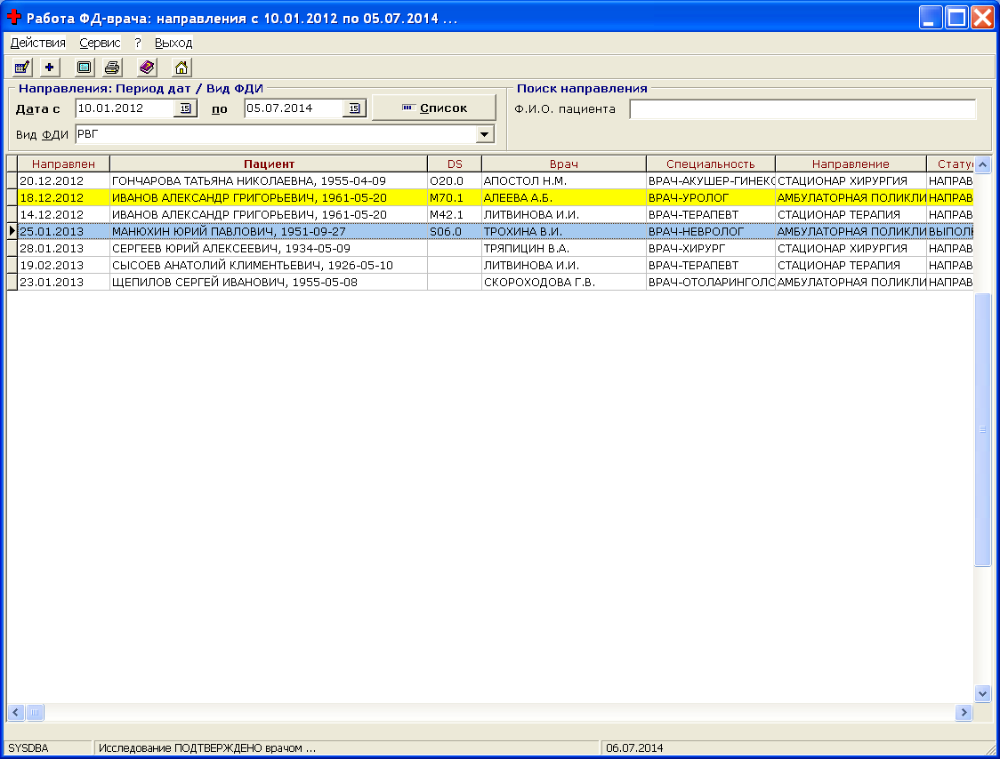 Работа ФД-врача: направления с 10.01.2012 по 05.07.2014 ...
Действия Сервис ? Выход
Направления: Период дат / Вид ФДИ Поиск направления
Дата с 10.01.2012 15 по 05.07.2014 15 Список Ф.И.О. пациента
Вид ФДИ РВГ
Направлен Пациент DS Врач Специальность Направление Статус
20.12.2012 ГОНЧАРОВА ТАТЬЯНА НИКОЛАЕВНА, 1955-04-09 O20.0 АПОСТОЛ Н.М. ВРАЧ-АКУШЕР-ГИНЕКО СТАЦИОНАР ХИРУРГИЯ НАПРАВ
18.12.2012 ИВАНОВ АЛЕКСАНДР ГРИГОРЬЕВИЧ, 1961-05-20 M70.1 АЛЕЕВА А.Б. ВРАЧ-УРОЛОГ АМБУЛАТОРНАЯ ПОЛИКЛИ НАПРАВ
14.12.2012 ИВАНОВ АЛЕКСАНДР ГРИГОРЬЕВИЧ, 1961-05-20 M42.1 ЛИТВИНОВА И.И. ВРАЧ-ТЕРАПЕВТ СТАЦИОНАР ТЕРАПИЯ НАПРАВ
25.01.2013 МАНЮХИН ЮРИЙ ПАВЛОВИЧ, 1951-09-27 S06.0 ТРОХИНА В.И. ВРАЧ-НЕВРОЛОГ АМБУЛАТОРНАЯ ПОЛИКЛИ ВЫПОЛН
28.01.2013 СЕРГЕЕВ ЮРИЙ АЛЕКСЕЕВИЧ, 1934-05-09 ТРЯПИЦИН В.А. ВРАЧ-ХИРУРГ СТАЦИОНАР ХИРУРГИЯ НАПРАВ
19.02.2013 СЫСОЕВ АНАТОЛИЙ КЛИМЕНТЬЕВИЧ, 1926-05-10 ЛИТВИНОВА И.И. ВРАЧ-ТЕРАПЕВТ СТАЦИОНАР ТЕРАПИЯ НАПРАВ
23.01.2013 ЩЕПИЛОВ СЕРГЕЙ ИВАНОВИЧ, 1955-05-08 СКОРОХОДОВА Г.В. ВРАЧ-ОТОЛАРИНГОЛО АМБУЛАТОРНАЯ ПОЛИКЛИ НАПРАВ
SYSDBA Исследование ПОДТВЕРЖДЕНО врачом ... 06.07.2014